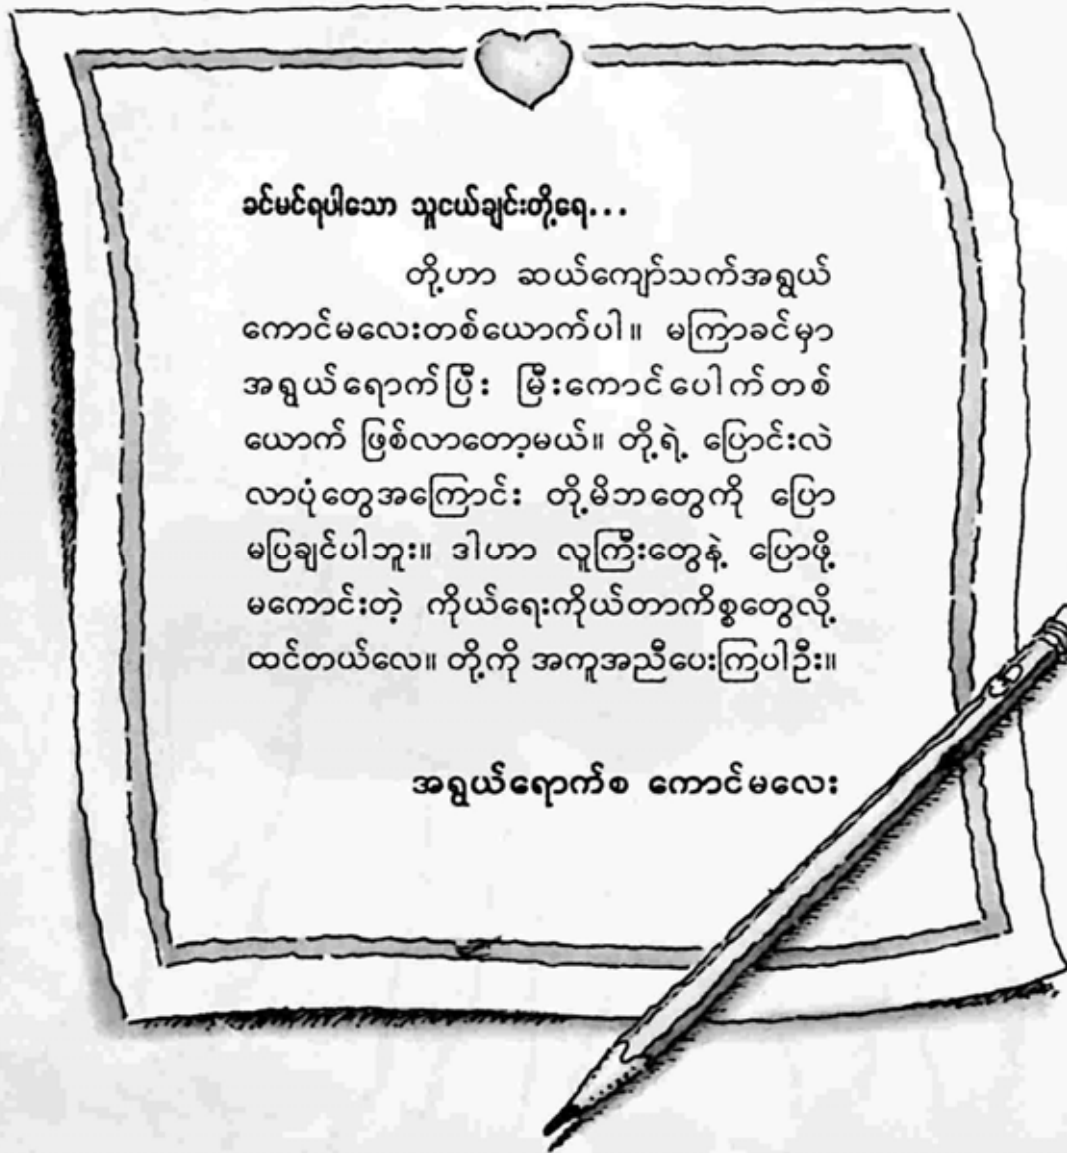 ခင်မင်ရပါသော သူငယ်ချင်းတို့ရေ...
တို့ဟာ ဆယ်ကျော်သက်အရွယ်
ကောင်မလေးတစ်ယောက်ပါ။ မကြာခင်မှာ
အရွယ်ရောက်ပြီး မြီးကောင်ပေါက်တစ်
ယောက် ဖြစ်လာတော့မယ်။ တို့ရဲ့ ပြောင်းလဲ
လာပုံတွေအကြောင်း တို့မိဘတွေကို ပြော
မပြချင်ပါဘူး။ ဒါဟာ လူကြီးတွေနဲ့ ပြောဖို့
မကောင်းတဲ့ ကိုယ်ရေးကိုယ်တာကိစ္စတွေလို့
ထင်တယ်လေ။ တို့ကို အကူအညီပေးကြပါဦး။
အရွယ်ရောက်စ ကောင်မလေး